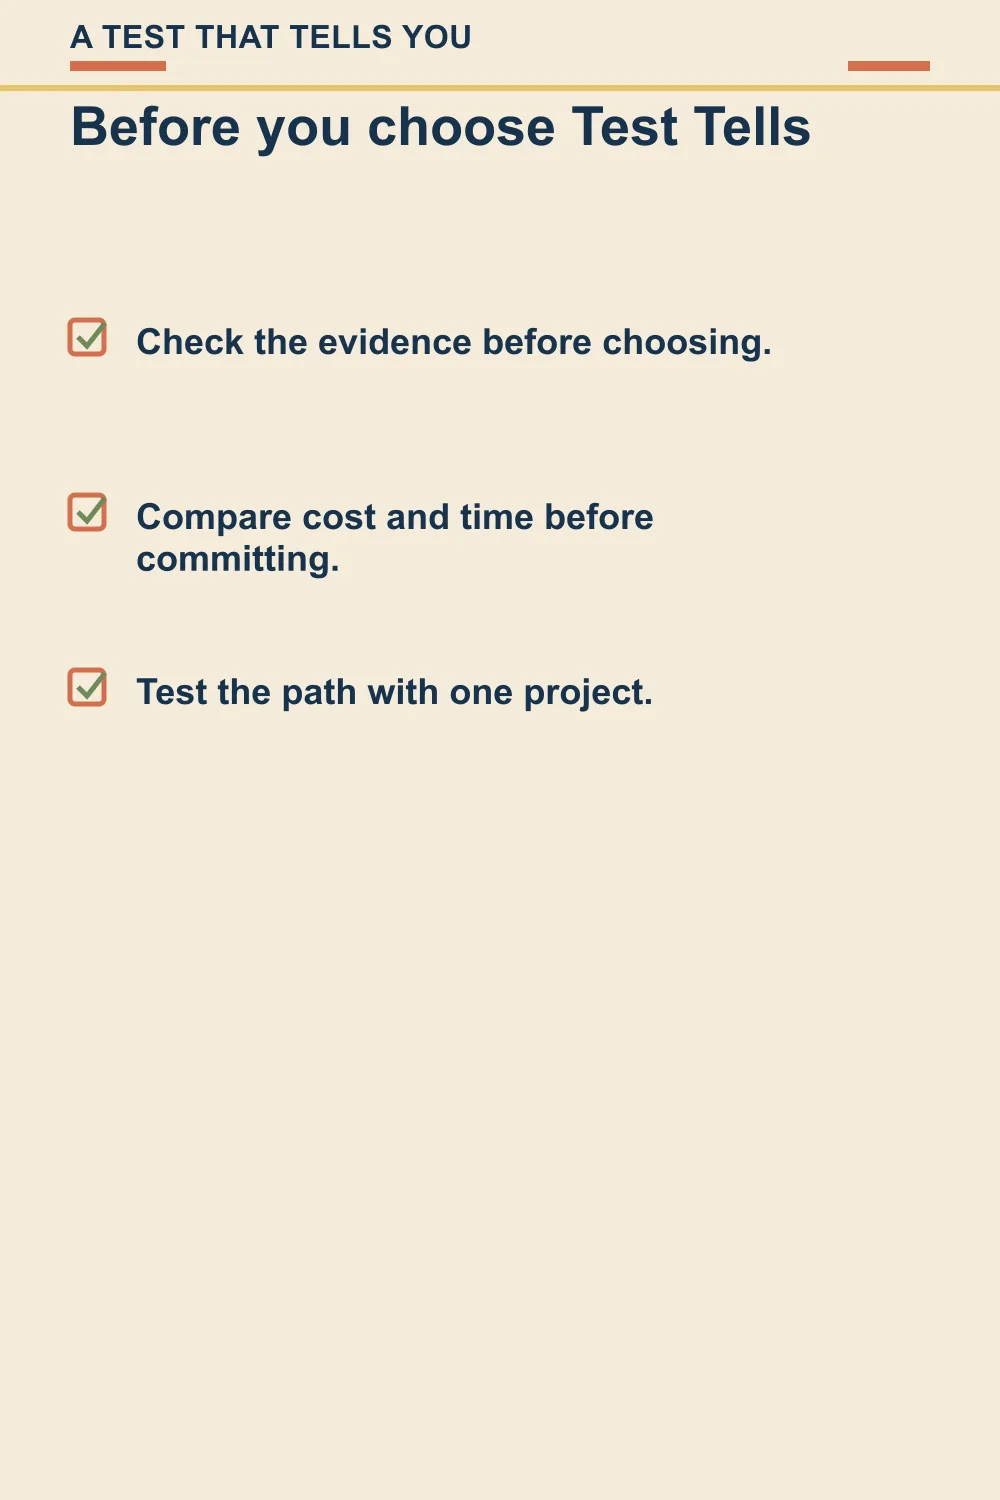 A TEST THAT TELLS YOU
Before you choose Test Tells
Check the evidence before choosing.
Compare cost and time before
committing.
Test the path with one project.